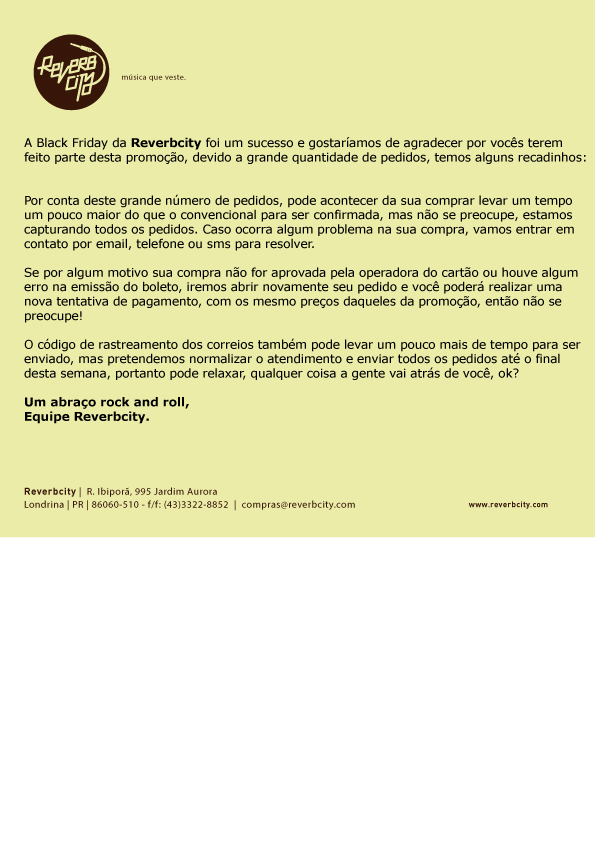 REVERB
CITY
música que veste.
A Black Friday da Reverbcity foi um sucesso e gostaríamos de agradecer por vocês terem
feito parte desta promoção, devido a grande quantidade de pedidos, temos alguns recadinhos:
Por conta deste grande número de pedidos, pode acontecer da sua comprar levar um tempo
um pouco maior do que o convencional para ser confirmada, mas não se preocupe, estamos
capturando todos os pedidos. Caso ocorra algum problema na sua compra, vamos entrar em
contato por email, telefone ou sms para resolver.
Se por algum motivo sua compra não for aprovada pela operadora do cartão ou houve algum
erro na emissão do boleto, iremos abrir novamente seu pedido e você poderá realizar uma
nova tentativa de pagamento, com os mesmo preços daqueles da promoção, então não se
preocupe!
O código de rastreamento dos correios também pode levar um pouco mais de tempo para ser
enviado, mas pretendemos normalizar o atendimento e enviar todos os pedidos até o final
desta semana, portanto pode relaxar, qualquer coisa a gente vai atrás de você, ok?
Um abraço rock and roll,
Equipe Reverbcity.
Reverbcity | R. Ibiporã, 995 Jardim Aurora
Londrina | PR | 86060-510 - f/f: (43)3322-8852 | compras@reverbcity.com
www.reverbcity.com